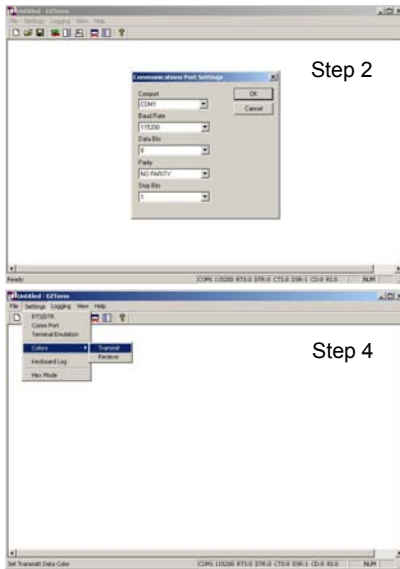 Untitled - EZTerm
File Settings Logging View Help
Step 2
Communications Port Settings
Comport
COM1
OK
Cancel
Baud Rate
115200
Data Bits
8
Parity
NO PARITY
Stop Bits
1
Ready
COM1 115200 RTS:0 DTR:0 CTS:0 DSR:1 CD:0 RI:0 NUM
Untitled - EZTerm
File Settings Logging View Help
RTS/DTR
Comm Port
Terminal Emulation
Colors
Transmit
Recieve
Keyboard Log
Hex Mode
Step 4
Set Transmitt Data Color
COM1 115200 RTS:0 DTR:0 CTS:0 DSR:1 CD:0 RI:0 NUM